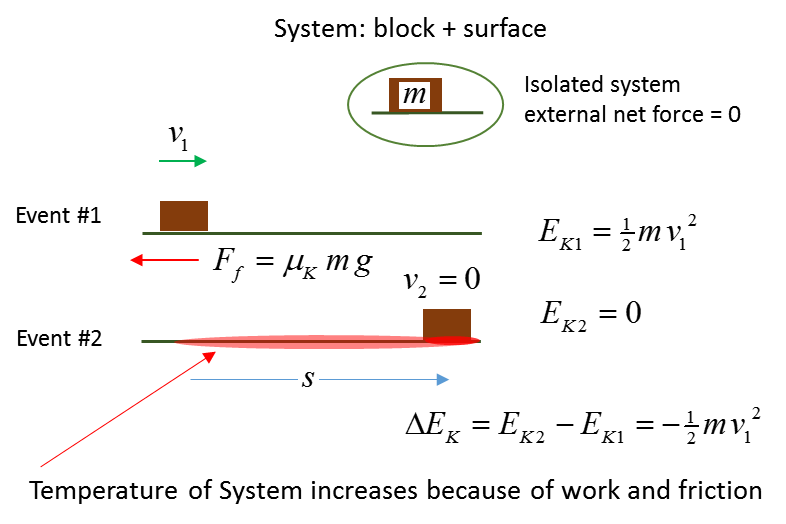 System: block + surface
m
Isolated system
external net force = 0
v₁
Event #1
E_K1 = ½ m v₁²
F_f = μ_K m g
v₂ = 0
E_K2 = 0
Event #2
s
ΔE_K = E_K2 − E_K1 = −½ m v₁²
Temperature of System increases because of work and friction